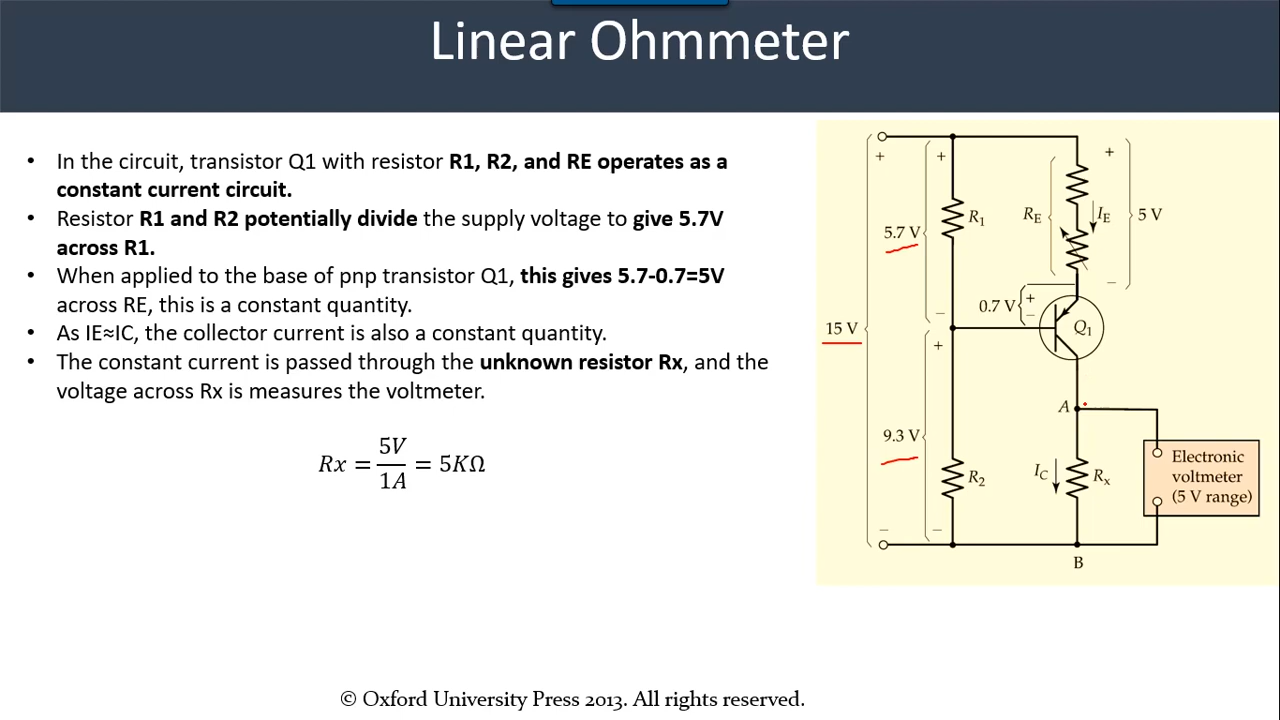 Linear Ohmmeter
• In the circuit, transistor Q1 with resistor R1, R2, and RE operates as a
constant current circuit.
• Resistor R1 and R2 potentially divide the supply voltage to give 5.7V
across R1.
• When applied to the base of pnp transistor Q1, this gives 5.7-0.7=5V
across RE, this is a constant quantity.
• As IE≈IC, the collector current is also a constant quantity.
• The constant current is passed through the unknown resistor Rx, and the
voltage across Rx is measures the voltmeter.
Rx = 5V/1A = 5KΩ
+
+
+
R1
RE
IE
5 V
5.7 V
−
0.7 V
+
−
−
15 V
Q1
+
A
9.3 V
R2
IC
Rx
Electronic
voltmeter
(5 V range)
−
−
B
© Oxford University Press 2013. All rights reserved.